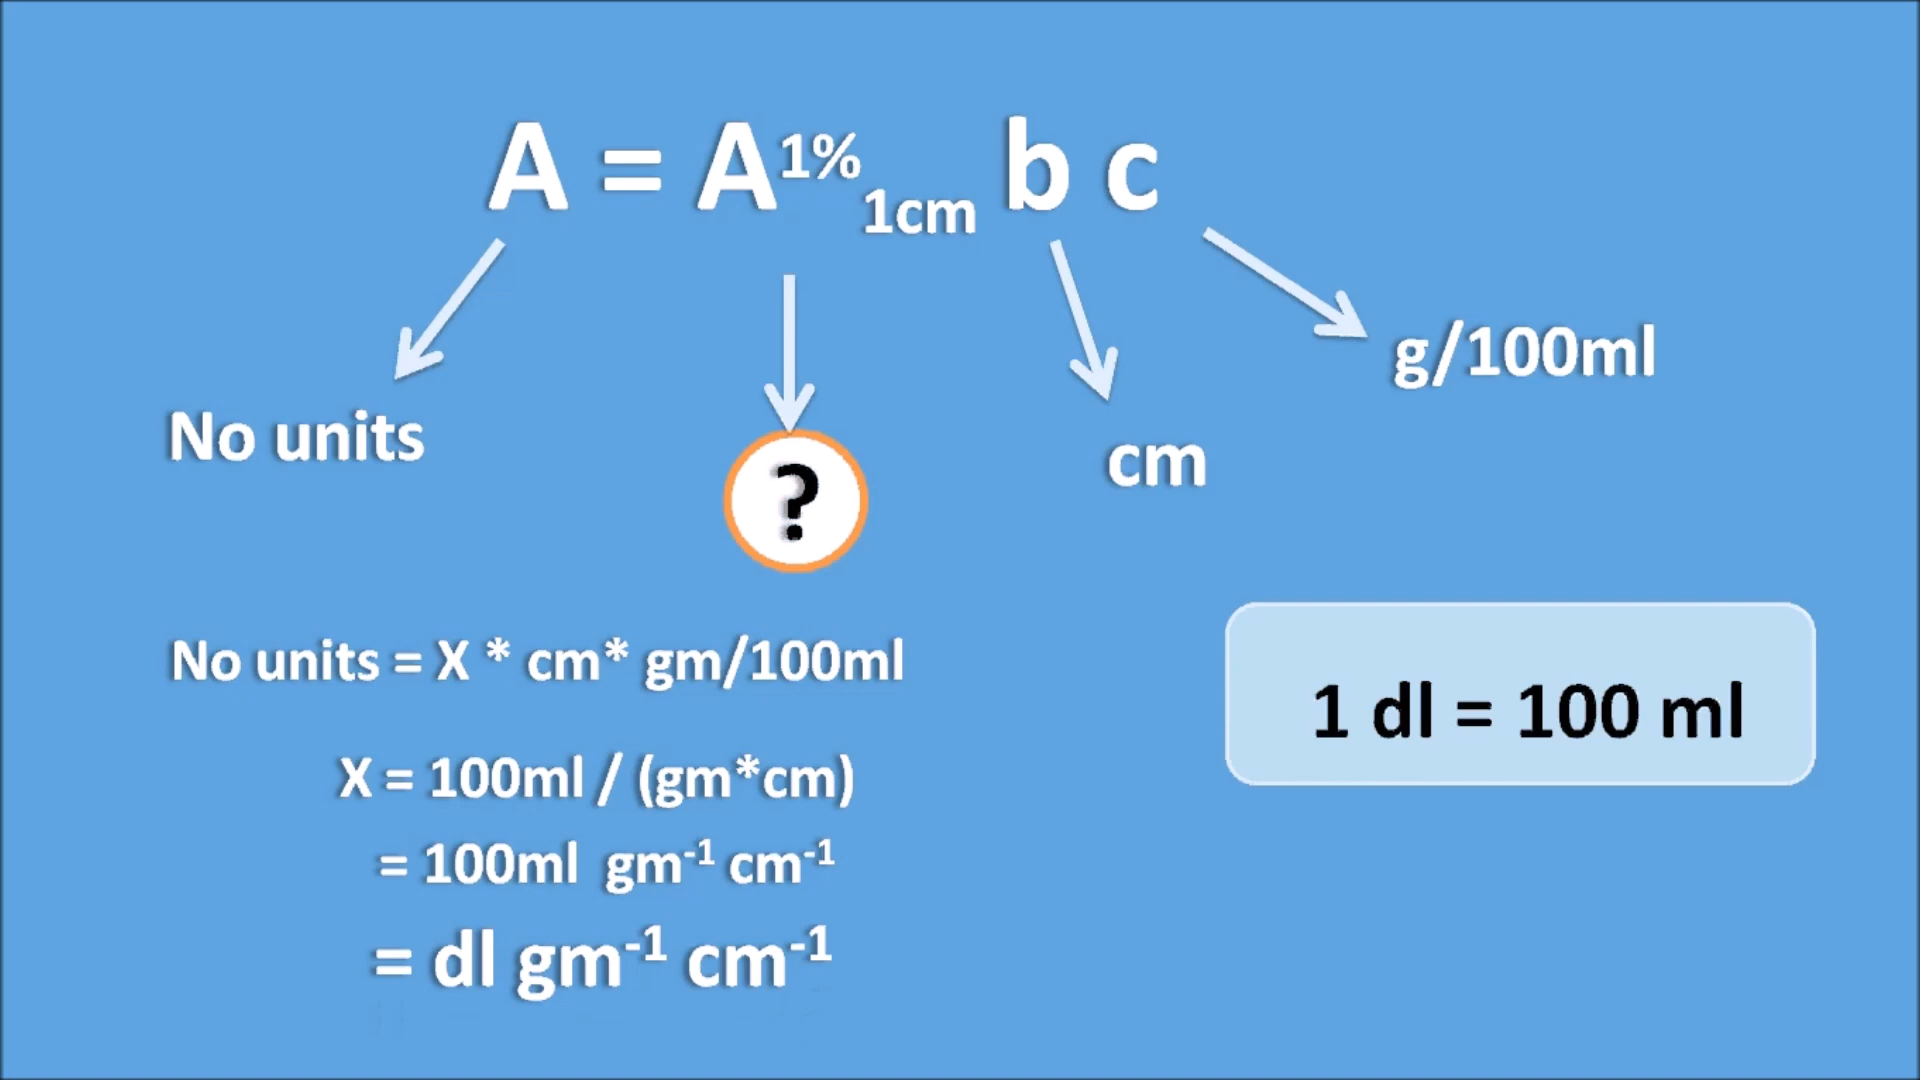 A = A¹%₁cm b c
No units
?
cm
g/100ml
No units = X * cm* gm/100ml
X = 100ml / (gm*cm)
= 100ml gm⁻¹ cm⁻¹
= dl gm⁻¹ cm⁻¹
1 dl = 100 ml